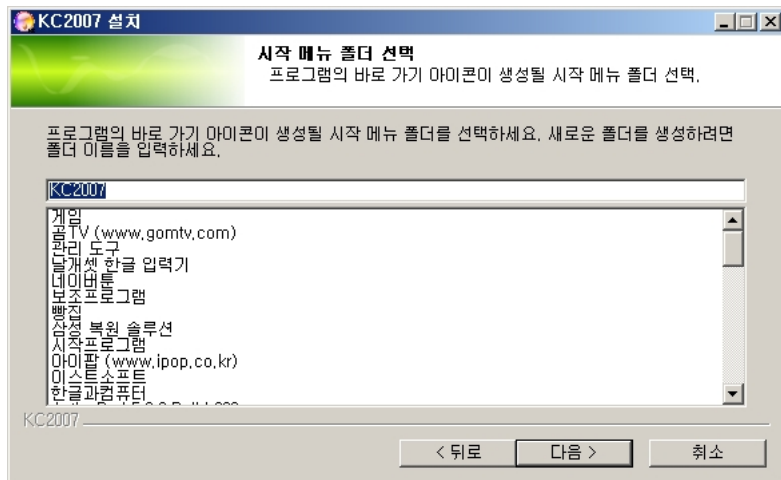 KC2007 설치
시작 메뉴 폴더 선택
프로그램의 바로 가기 아이콘이 생성될 시작 메뉴 폴더 선택.
프로그램의 바로 가기 아이콘이 생성될 시작 메뉴 폴더를 선택하세요. 새로운 폴더를 생성하려면
폴더 이름을 입력하세요.
KC2007
게임
곰TV (www.gomtv.com)
관리 도구
날개셋 한글 입력기
네이버툰
보조프로그램
빵집
삼성 복원 솔루션
시작프로그램
아이팝 (www.ipop.co.kr)
이스트소프트
한글과컴퓨터
KC2007
< 뒤로
다음 >
취소